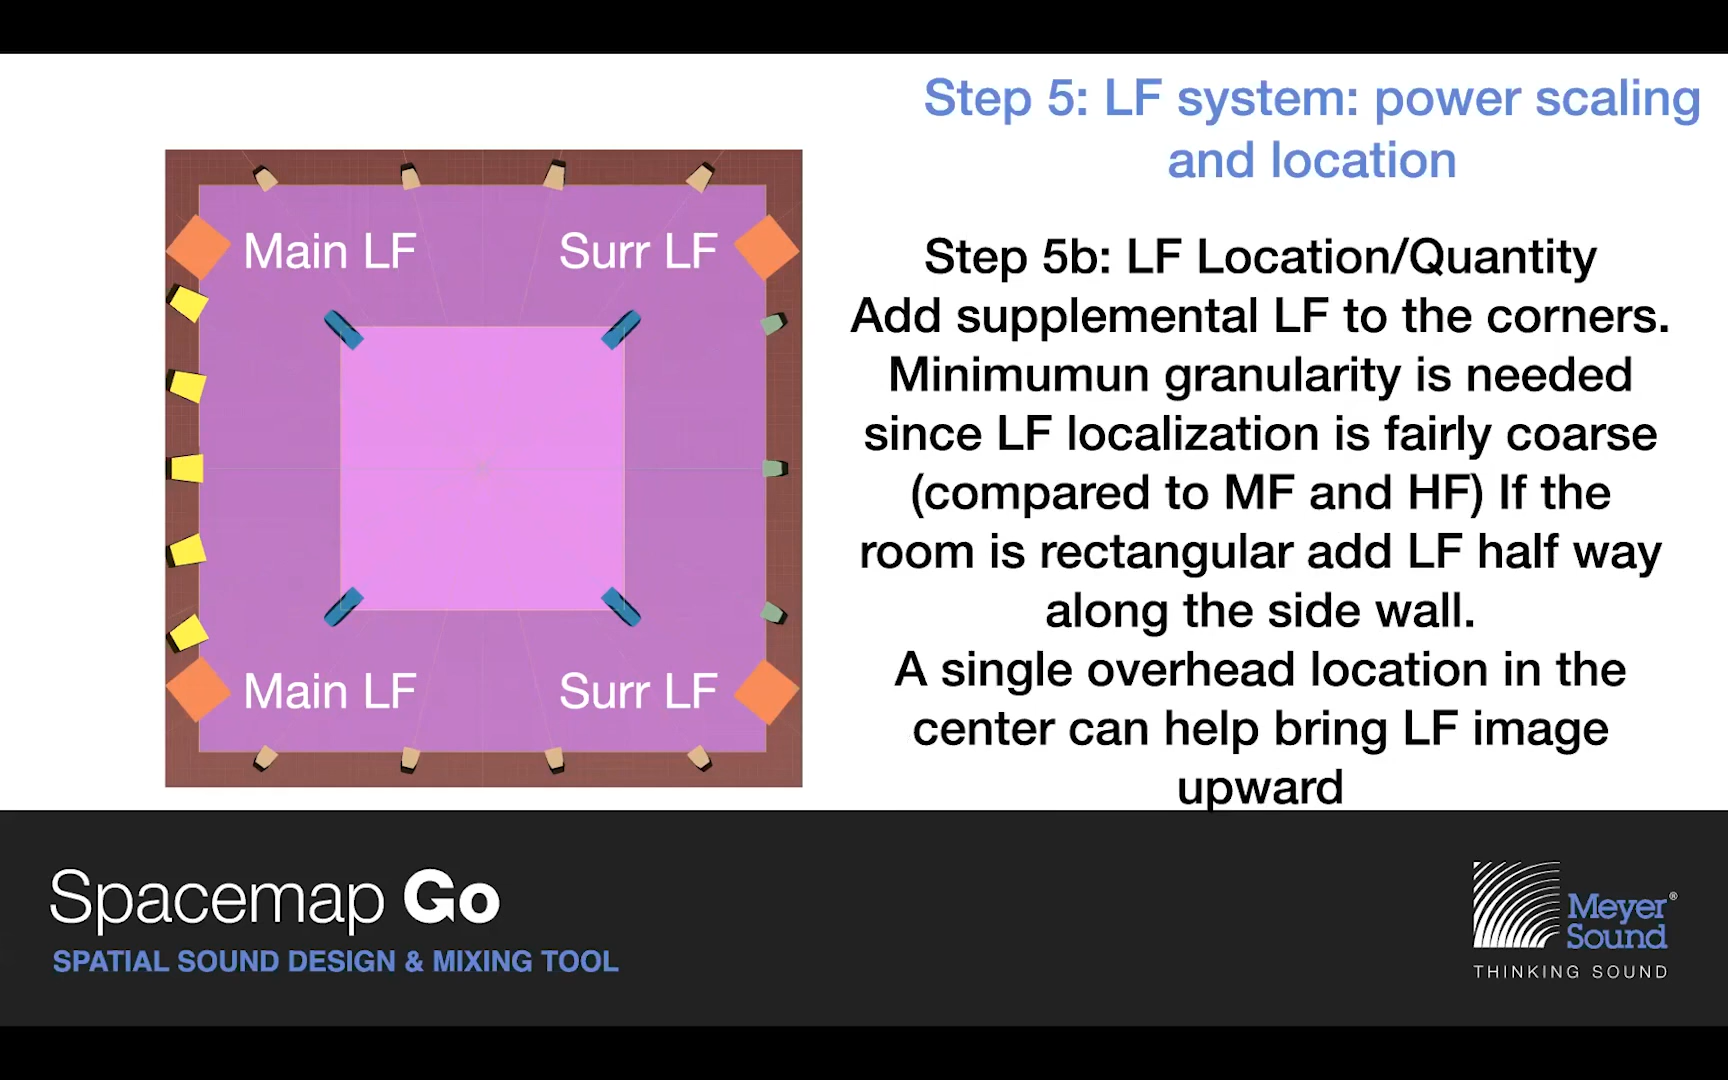 Step 5: LF system: power scaling
and location
Main LF
Surr LF
Main LF
Surr LF
Step 5b: LF Location/Quantity
Add supplemental LF to the corners.
Minimumun granularity is needed
since LF localization is fairly coarse
(compared to MF and HF) If the
room is rectangular add LF half way
along the side wall.
A single overhead location in the
center can help bring LF image
upward
Spacemap Go
SPATIAL SOUND DESIGN & MIXING TOOL
Meyer®
Sound
THINKING SOUND